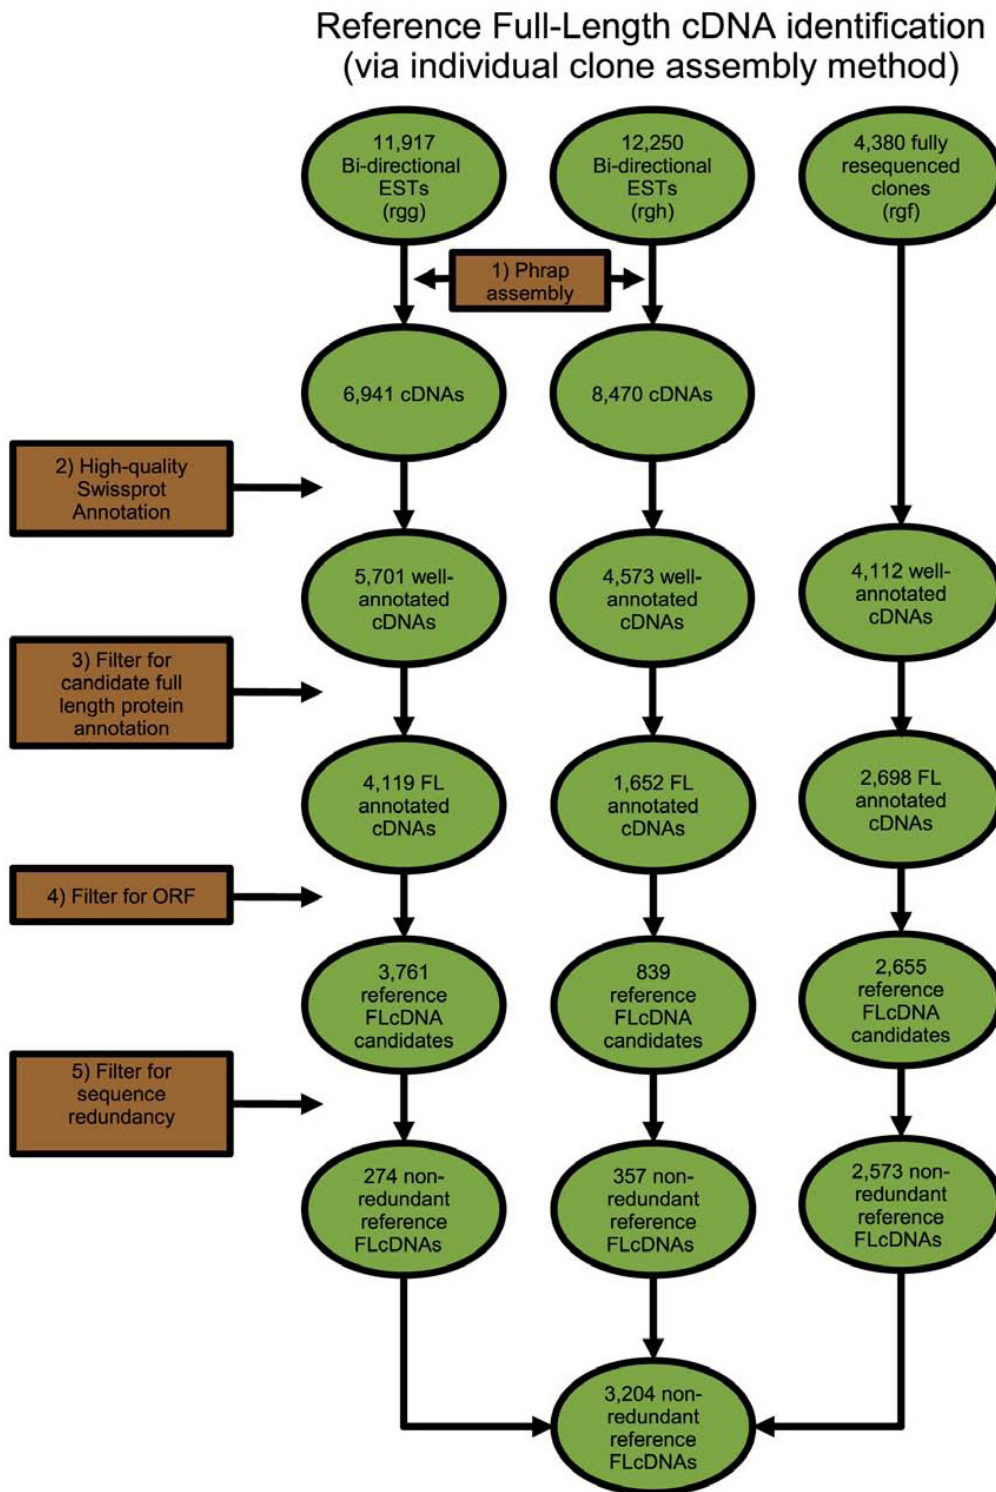 Reference Full-Length cDNA identification
(via individual clone assembly method)
11,917
Bi-directional
ESTs
(rgg)
12,250
Bi-directional
ESTs
(rgh)
4,380 fully
resequenced
clones
(rgf)
1) Phrap
assembly
6,941 cDNAs
8,470 cDNAs
2) High-quality
Swissprot
Annotation
5,701 well-
annotated
cDNAs
4,573 well-
annotated
cDNAs
4,112 well-
annotated
cDNAs
3) Filter for
candidate full
length protein
annotation
4,119 FL
annotated
cDNAs
1,652 FL
annotated
cDNAs
2,698 FL
annotated
cDNAs
4) Filter for ORF
3,761
reference
FLcDNA
candidates
839
reference
FLcDNA
candidates
2,655
reference
FLcDNA
candidates
5) Filter for
sequence
redundancy
274 non-
redundant
reference
FLcDNAs
357 non-
redundant
reference
FLcDNAs
2,573 non-
redundant
reference
FLcDNAs
3,204 non-
redundant
reference
FLcDNAs